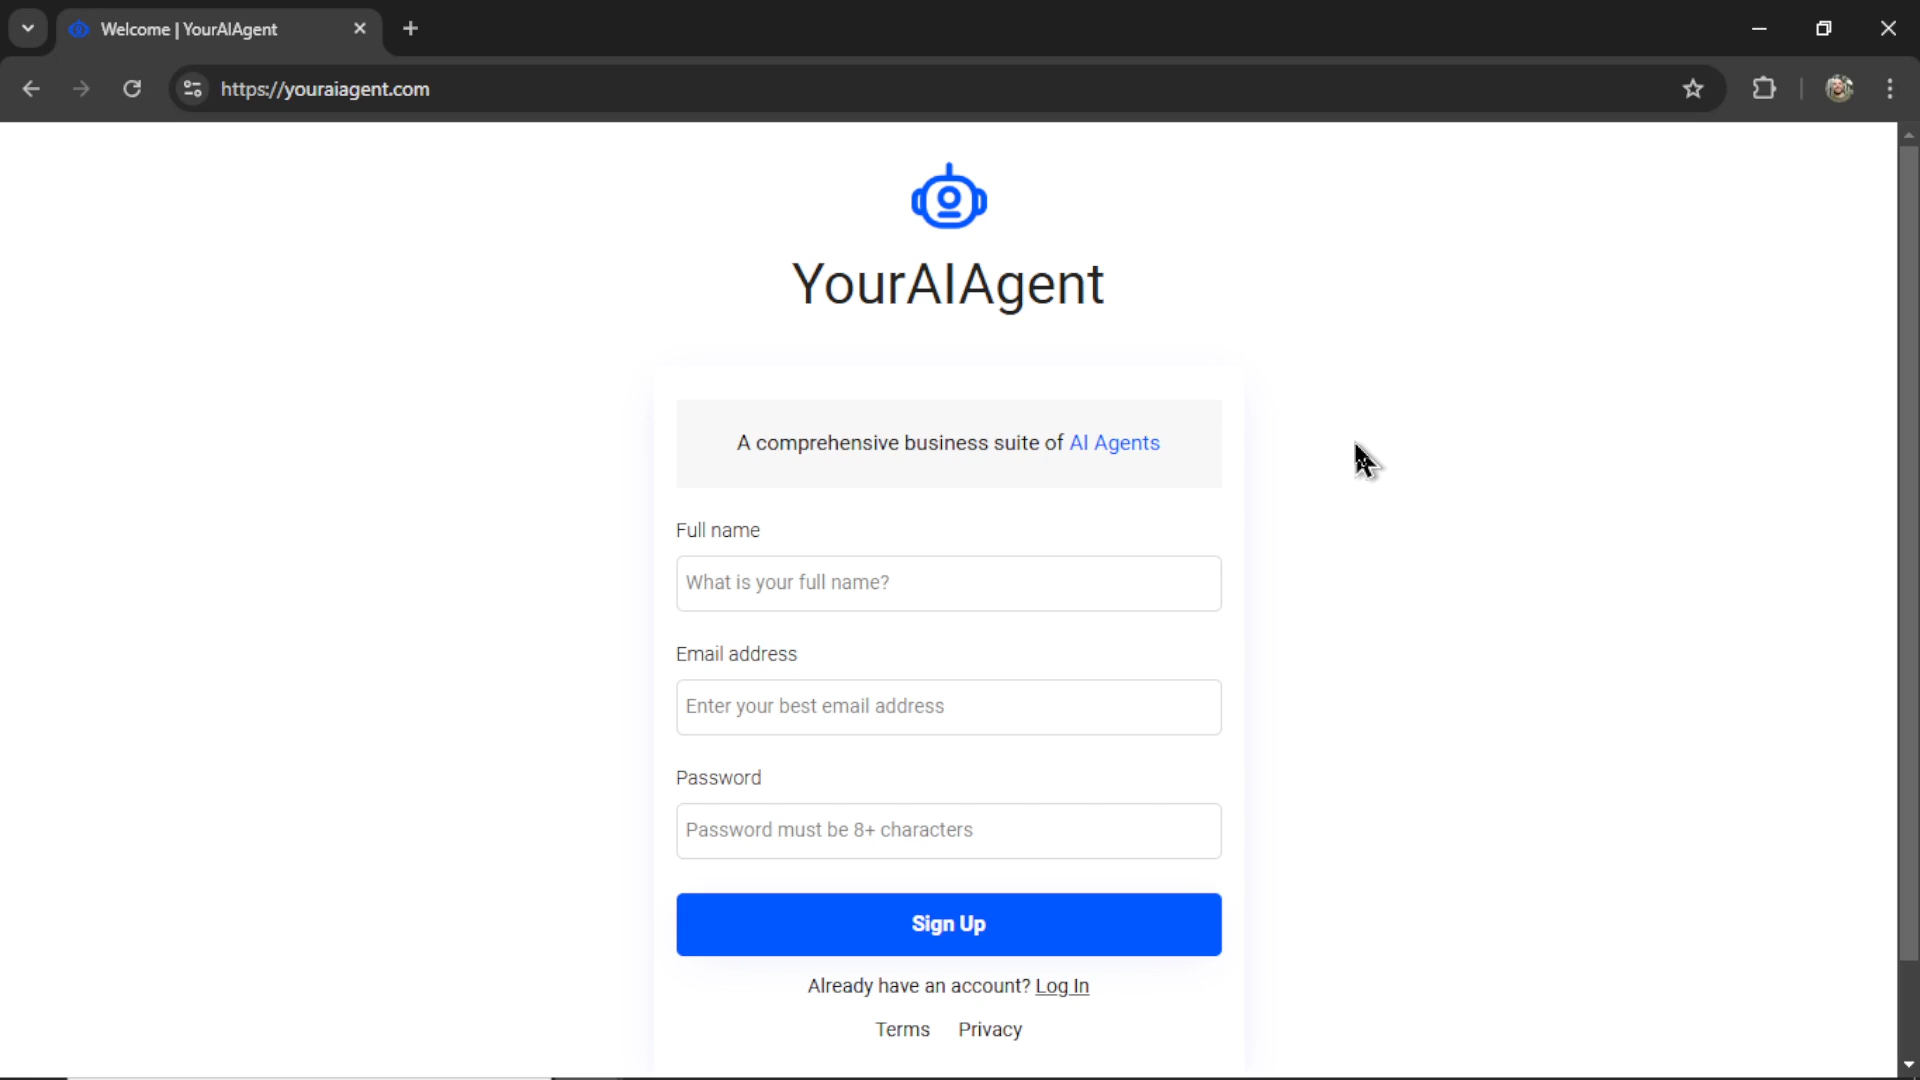 Welcome | YourAIAgent
https://youraiagent.com
YourAIAgent
A comprehensive business suite of AI Agents
Full name
What is your full name?
Email address
Enter your best email address
Password
Password must be 8+ characters
Sign Up
Already have an account? Log In
Terms Privacy